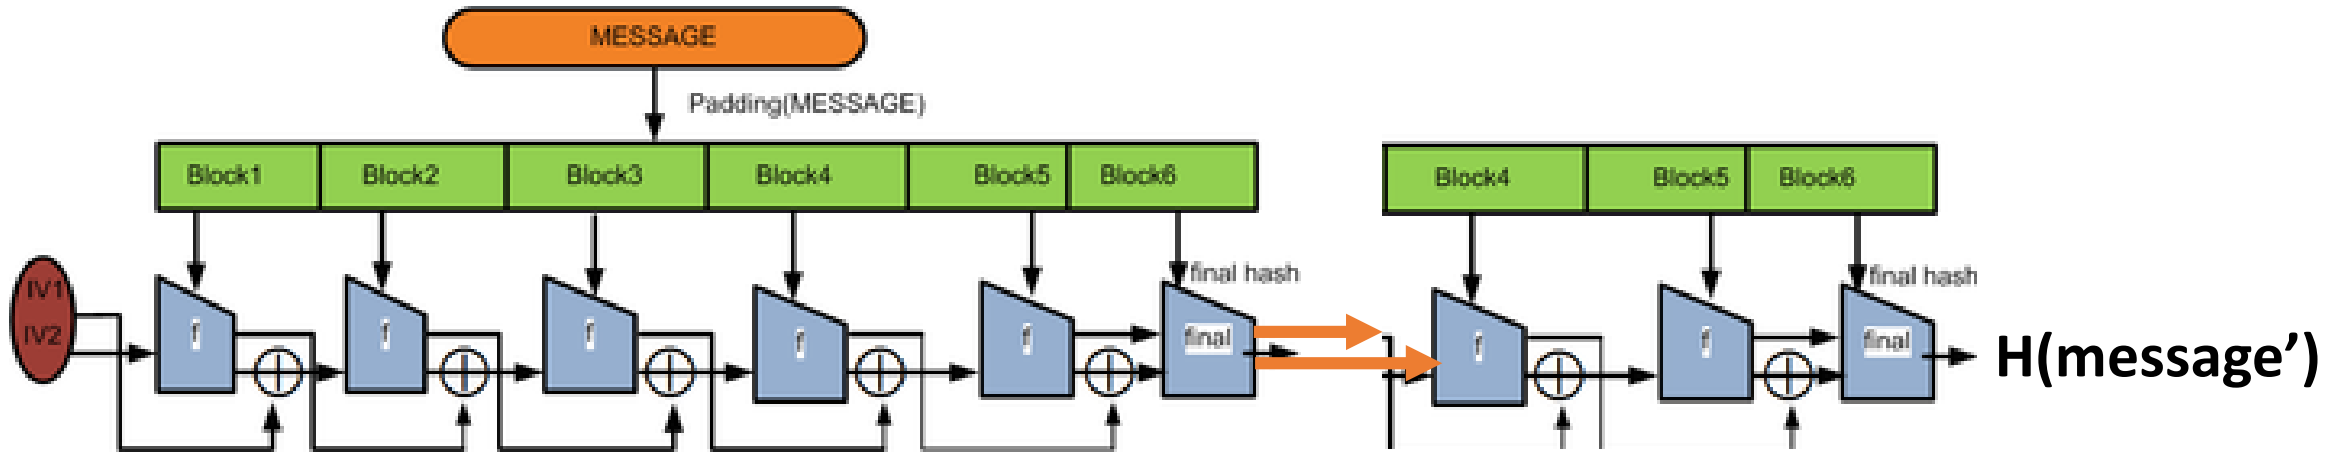 MESSAGE
Padding(MESSAGE)
Block1 Block2 Block3 Block4 Block5 Block6 Block4 Block5 Block6
final hash final hash
IV1
IV2
f f f f f final f f final
H(message’)